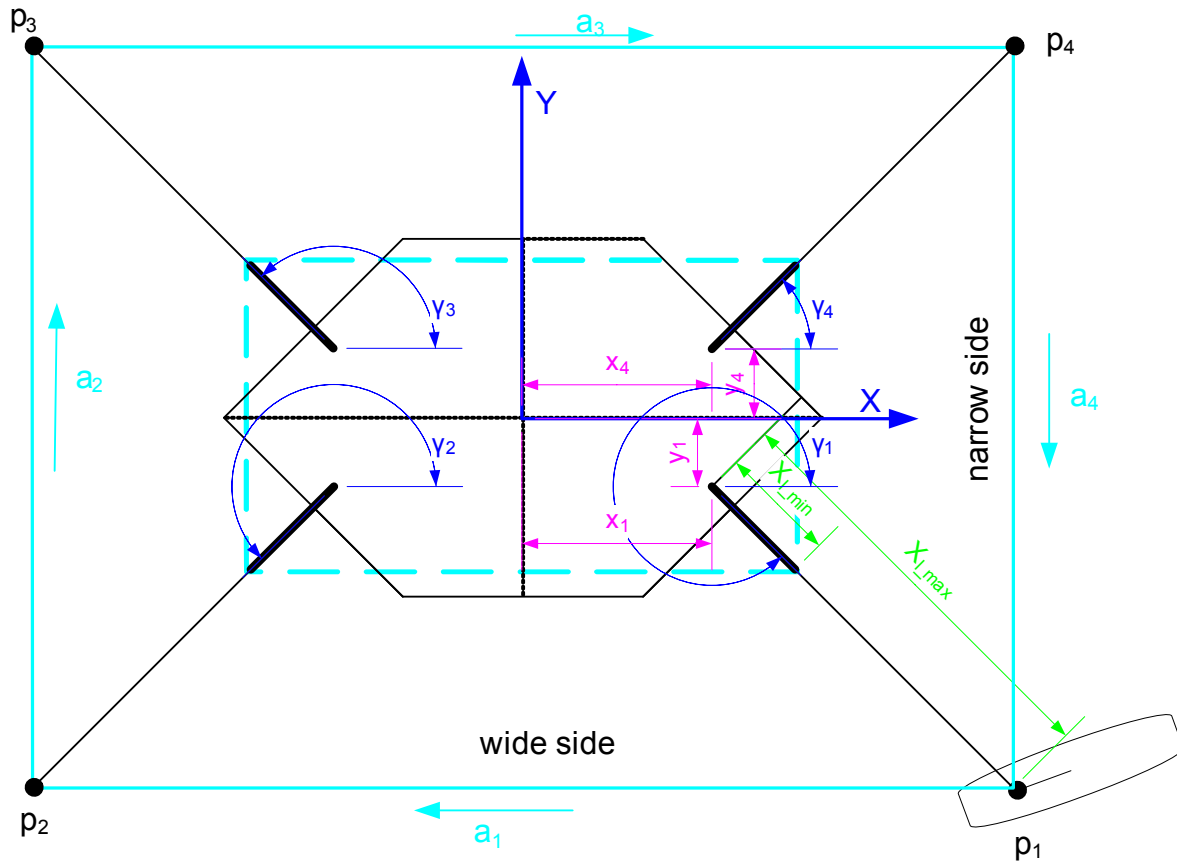 p3
a3
p4
Y
γ3
γ4
x4
y4
a2
narrow side
a4
X
γ2
y1
γ1
Xl_min
x1
Xl_max
wide side
p2
a1
p1